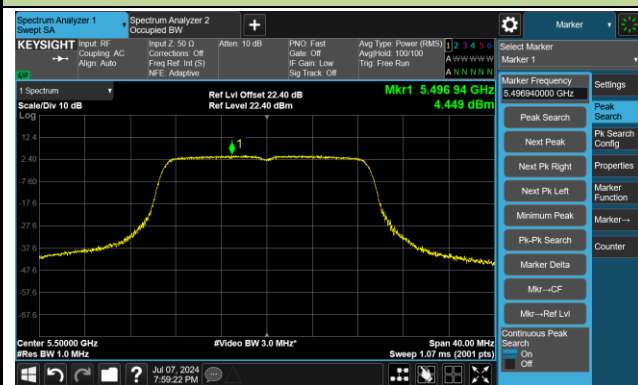 Spectrum Analyzer 1
Swept SA
Spectrum Analyzer 2
Occupied BW
+
Marker
KEYSIGHT
Input: RF
Coupling: AC
Align: Auto
Input Z: 50 Ω
Corrections: Off
Freq Ref: Int (S)
NFE: Adaptive
Atten: 10 dB
PNO: Fast
Gate: Off
IF Gain: Low
Sig Track: Off
Avg Type: Power (RMS)
Avg|Hold: 100/100
Trig: Free Run
1 2 3 4 5 6
A W W W W W
A N N N N N
LXI
Select Marker
Marker 1
1 Spectrum
Scale/Div 10 dB
Log
Ref Lvl Offset 22.40 dB
Ref Level 22.40 dBm
Mkr1 5.496 94 GHz
4.449 dBm
1
12.4
2.40
-7.60
-17.6
-27.6
-37.6
-47.6
-57.6
-67.6
Center 5.50000 GHz
#Res BW 1.0 MHz
#Video BW 3.0 MHz*
Span 40.00 MHz
Sweep 1.07 ms (2001 pts)
Marker Frequency
5.496940000 GHz
Peak Search
Next Peak
Next Pk Right
Next Pk Left
Minimum Peak
Pk-Pk Search
Marker Delta
Mkr→CF
Mkr→Ref Lvl
Continuous Peak
Search
On
Off
Settings
Peak
Search
Pk Search
Config
Properties
Marker
Function
Marker→
Counter
?
Jul 07, 2024
7:59:22 PM